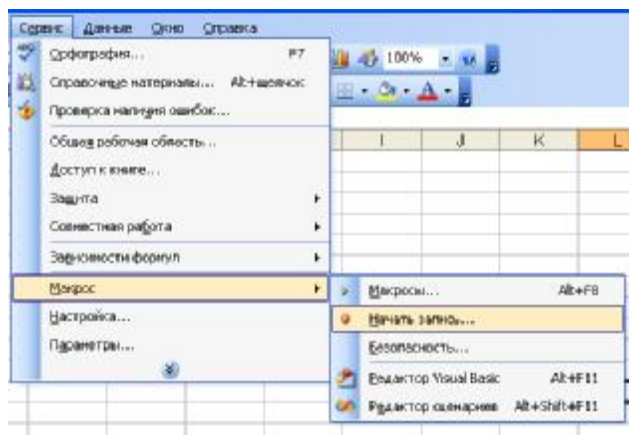 Сервис Данные Окно Справка
Орфография... F7
Справочные материалы... Alt+щелчок
Проверка наличия ошибок...
Общая рабочая область...
Доступ к книге...
Защита
Совместная работа
Зависимости формул
Макрос
Настройка...
Параметры...
100%
I J K L
Макросы... Alt+F8
Начать запись...
Безопасность...
Редактор Visual Basic Alt+F11
Редактор сценариев Alt+Shift+F11